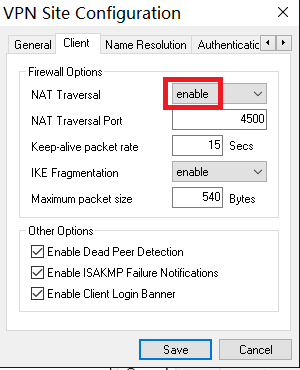 VPN Site Configuration
General Client Name Resolution Authenticatio
Firewall Options
NAT Traversal enable
NAT Traversal Port 4500
Keep-alive packet rate 15 Secs
IKE Fragmentation enable
Maximum packet size 540 Bytes
Other Options
Enable Dead Peer Detection
Enable ISAKMP Failure Notifications
Enable Client Login Banner
Save Cancel